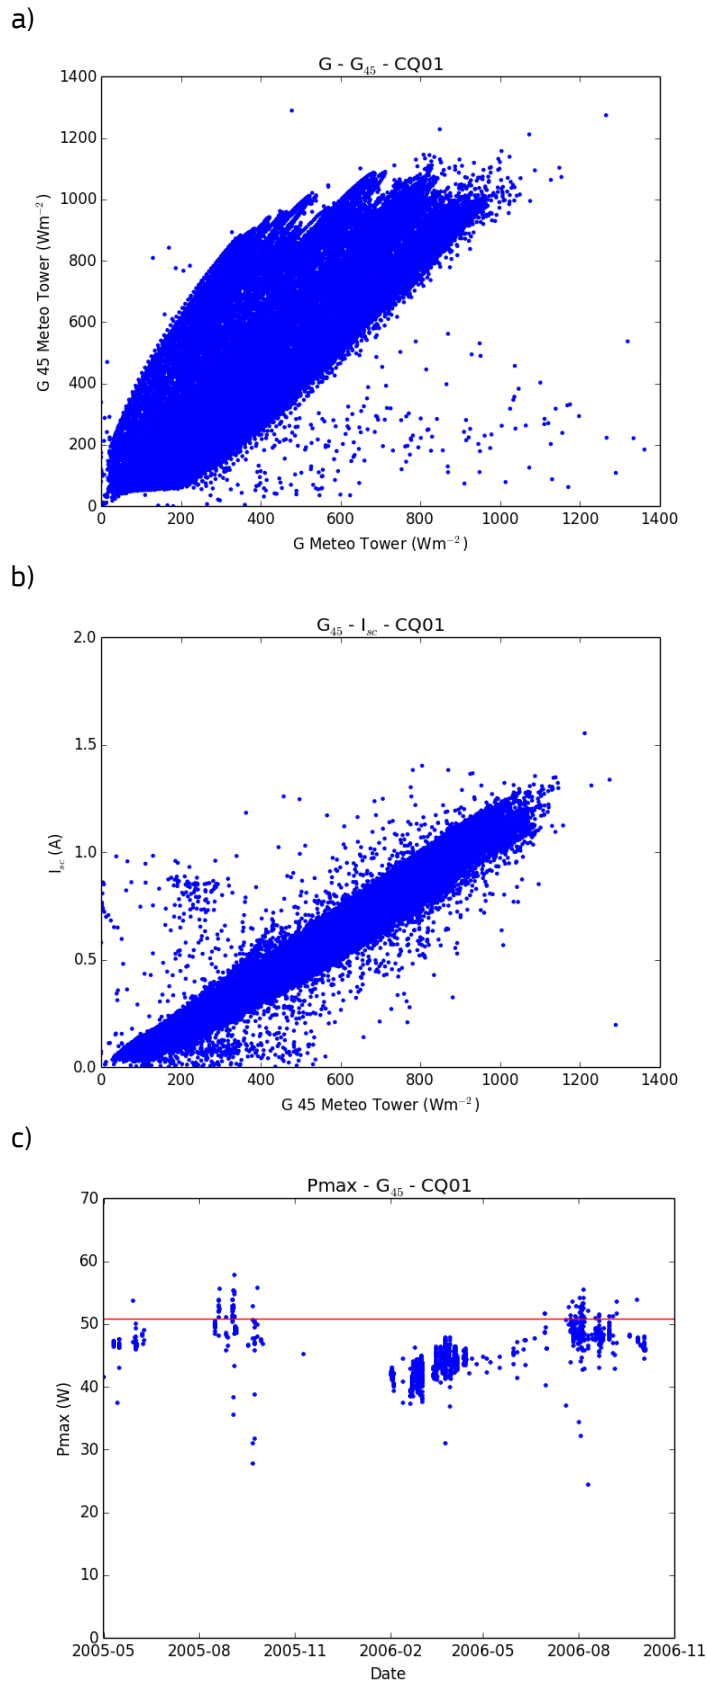 a)
G - G₄₅ - CQ01
1400
1200
1000
800
600
400
200
0
G 45 Meteo Tower (Wm⁻²)
0 200 400 600 800 1000 1200 1400
G Meteo Tower (Wm⁻²)
b)
G₄₅ - Iₛc - CQ01
2.0
1.5
1.0
0.5
0.0
Iₛc (A)
0 200 400 600 800 1000 1200 1400
G 45 Meteo Tower (Wm⁻²)
c)
Pmax - G₄₅ - CQ01
70
60
50
40
30
20
10
0
Pmax (W)
2005-05 2005-08 2005-11 2006-02 2006-05 2006-08 2006-11
Date